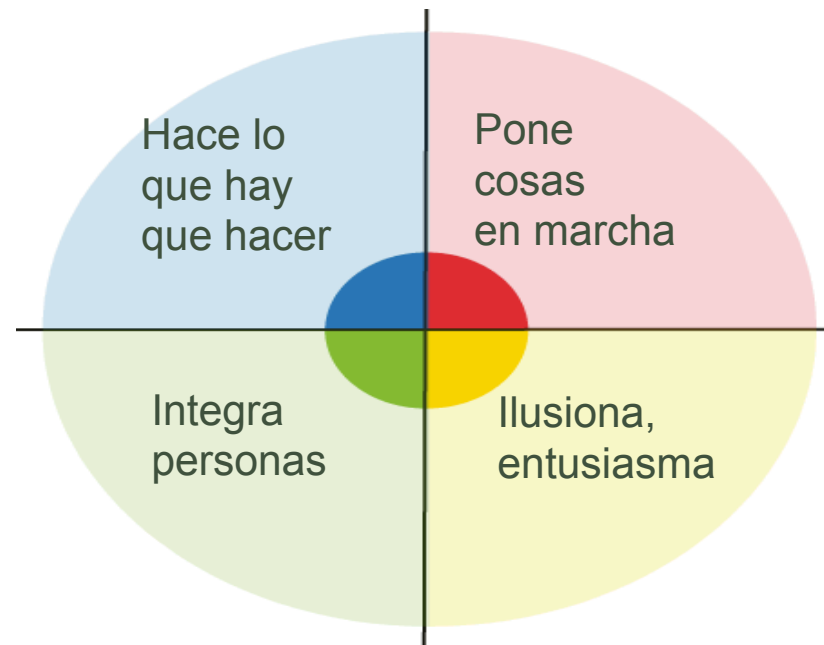 Hace lo
que hay
que hacer
Pone
cosas
en marcha
Integra
personas
Ilusiona,
entusiasma